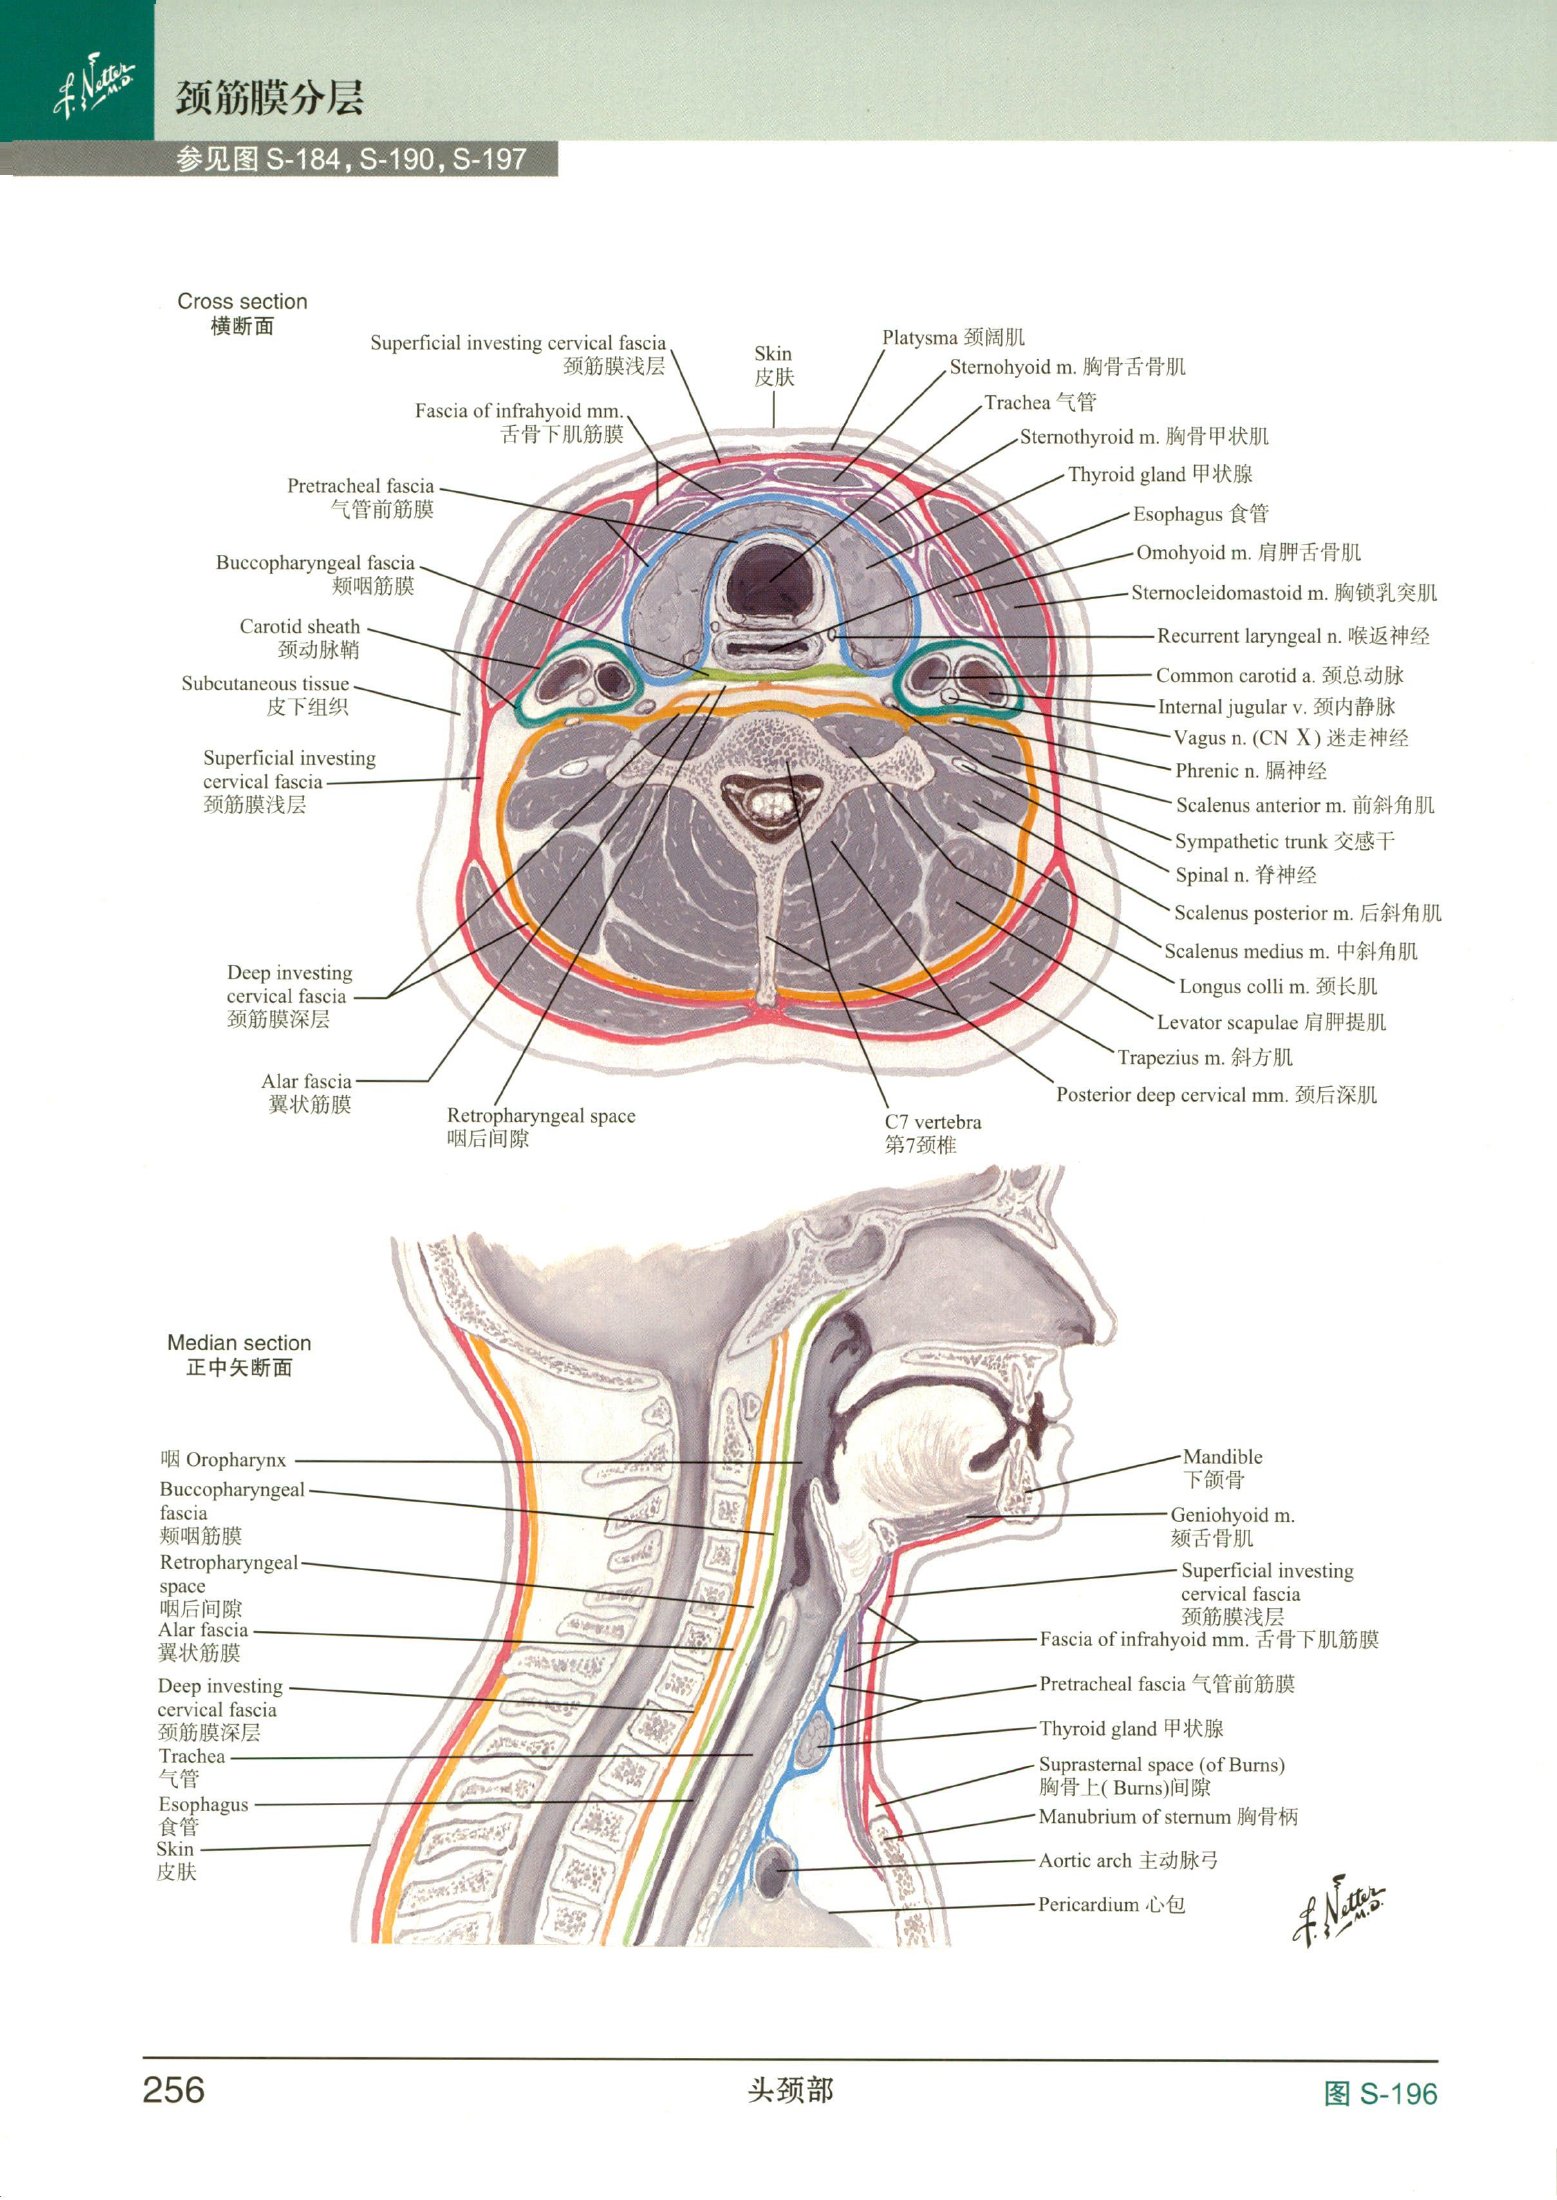 F. Netter M.D.
颈筋膜分层
参见图 S-184, S-190, S-197
Cross section
横断面
Superficial investing cervical fascia
颈筋膜浅层
Skin
皮肤
Platysma 颈阔肌
Sternohyoid m. 胸骨舌骨肌
Trachea 气管
Fascia of infrahyoid mm.
舌骨下肌筋膜
Sternothyroid m. 胸骨甲状肌
Thyroid gland 甲状腺
Pretracheal fascia
气管前筋膜
Esophagus 食管
Omohyoid m. 肩胛舌骨肌
Buccopharyngeal fascia
颊咽筋膜
Sternocleidomastoid m. 胸锁乳突肌
Carotid sheath
颈动脉鞘
Recurrent laryngeal n. 喉返神经
Common carotid a. 颈总动脉
Subcutaneous tissue
皮下组织
Internal jugular v. 颈内静脉
Vagus n. (CN X) 迷走神经
Superficial investing
cervical fascia
颈筋膜浅层
Phrenic n. 膈神经
Scalenus anterior m. 前斜角肌
Sympathetic trunk 交感干
Spinal n. 脊神经
Scalenus posterior m. 后斜角肌
Scalenus medius m. 中斜角肌
Deep investing
cervical fascia
颈筋膜深层
Longus colli m. 颈长肌
Levator scapulae 肩胛提肌
Trapezius m. 斜方肌
Alar fascia
翼状筋膜
Posterior deep cervical mm. 颈后深肌
Retropharyngeal space
咽后间隙
C7 vertebra
第7颈椎
Median section
正中矢断面
咽 Oropharynx
Buccopharyngeal
fascia
颊咽筋膜
Retropharyngeal
space
咽后间隙
Alar fascia
翼状筋膜
Deep investing
cervical fascia
颈筋膜深层
Trachea
气管
Esophagus
食管
Skin
皮肤
Mandible
下颌骨
Geniohyoid m.
颏舌骨肌
Superficial investing
cervical fascia
颈筋膜浅层
Fascia of infrahyoid mm. 舌骨下肌筋膜
Pretracheal fascia 气管前筋膜
Thyroid gland 甲状腺
Suprasternal space (of Burns)
胸骨上( Burns)间隙
Manubrium of sternum 胸骨柄
Aortic arch 主动脉弓
Pericardium 心包
F. Netter M.D.
256
头颈部
图 S-196